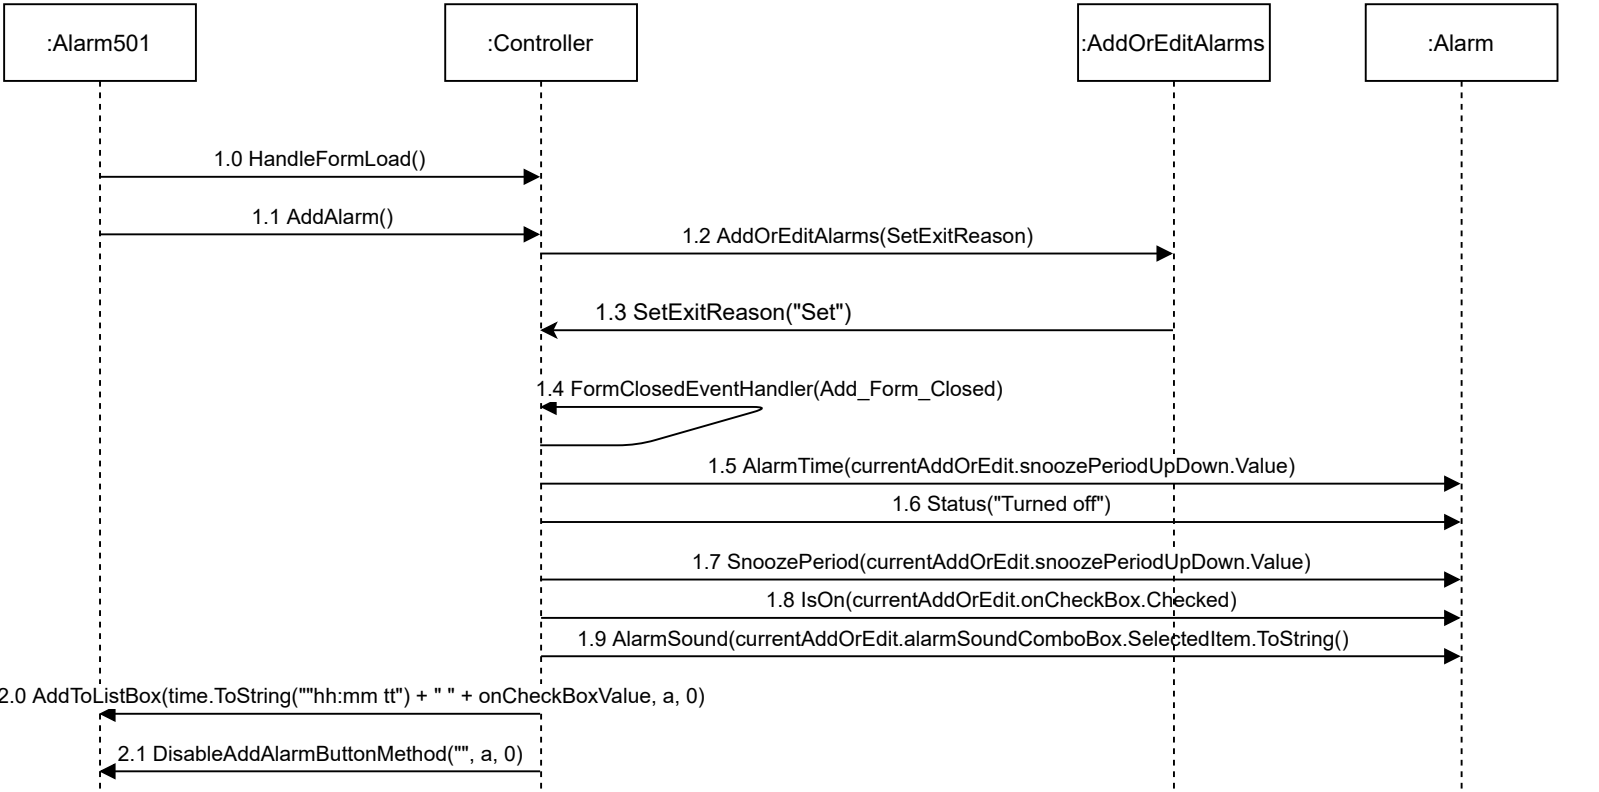 :Alarm501
:Controller
:AddOrEditAlarms
:Alarm
1.0 HandleFormLoad()
1.1 AddAlarm()
1.2 AddOrEditAlarms(SetExitReason)
1.3 SetExitReason("Set")
1.4 FormClosedEventHandler(Add_Form_Closed)
1.5 AlarmTime(currentAddOrEdit.snoozePeriodUpDown.Value)
1.6 Status("Turned off")
1.7 SnoozePeriod(currentAddOrEdit.snoozePeriodUpDown.Value)
1.8 IsOn(currentAddOrEdit.onCheckBox.Checked)
1.9 AlarmSound(currentAddOrEdit.alarmSoundComboBox.SelectedItem.ToString()
2.0 AddToListBox(time.ToString(""hh:mm tt") + " " + onCheckBoxValue, a, 0)
2.1 DisableAddAlarmButtonMethod("", a, 0)